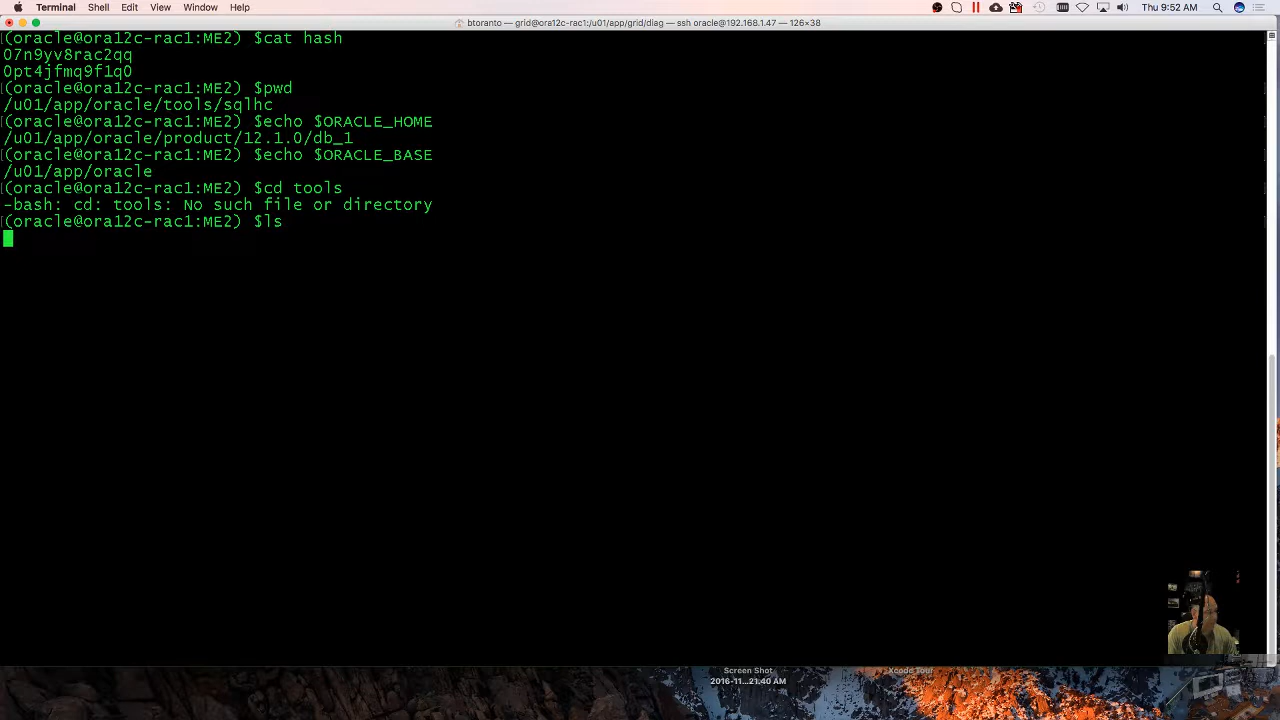 Terminal Shell Edit View Window Help Thu 9:52 AM
btoranto — grid@ora12c-rac1:/u01/app/grid/diag — ssh oracle@192.168.1.47 — 126×38
[(oracle@ora12c-rac1:ME2) $cat hash
07n9yv8rac2qq
0pt4jfmq9f1q0
[(oracle@ora12c-rac1:ME2) $pwd
/u01/app/oracle/tools/sqlhc
[(oracle@ora12c-rac1:ME2) $echo $ORACLE_HOME
/u01/app/oracle/product/12.1.0/db_1
[(oracle@ora12c-rac1:ME2) $echo $ORACLE_BASE
/u01/app/oracle
[(oracle@ora12c-rac1:ME2) $cd tools
-bash: cd: tools: No such file or directory
[(oracle@ora12c-rac1:ME2) $ls
Screen Shot
2016-11...21.40 AM
Xcode Tour